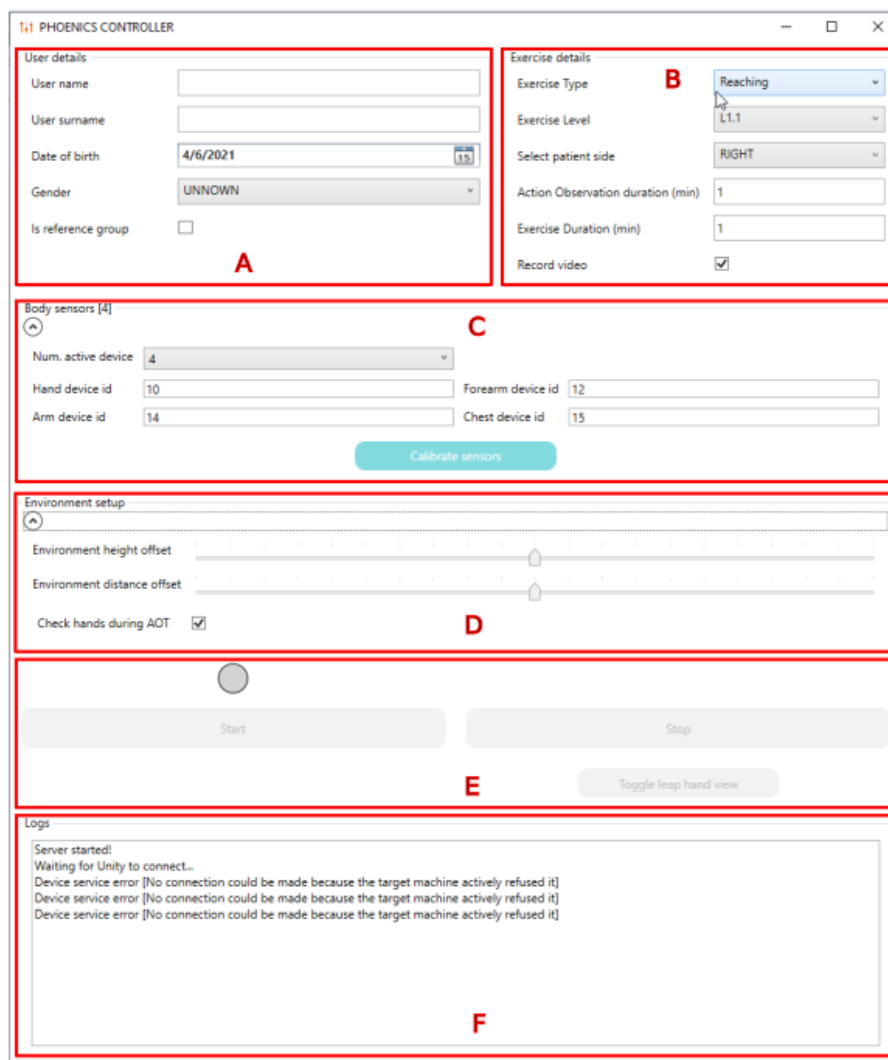 PHOENICS CONTROLLER
User details
User name
User surname
Date of birth 4/6/2021 15
Gender UNNOWN
Is reference group
A
Exercise details
B
Exercise Type Reaching
Exercise Level L1.1
Select patient side RIGHT
Action Observation duration (min) 1
Exercise Duration (min) 1
Record video
Body sensors [4]
C
Num. active device 4
Hand device id 10 Forearm device id 12
Arm device id 14 Chest device id 15
Calibrate sensors
Environment setup
Environment height offset
Environment distance offset
Check hands during AOT
D
Start Stop
E
Toggle leap hand view
Logs
Server started!
Waiting for Unity to connect...
Device service error [No connection could be made because the target machine actively refused it]
Device service error [No connection could be made because the target machine actively refused it]
Device service error [No connection could be made because the target machine actively refused it]
F